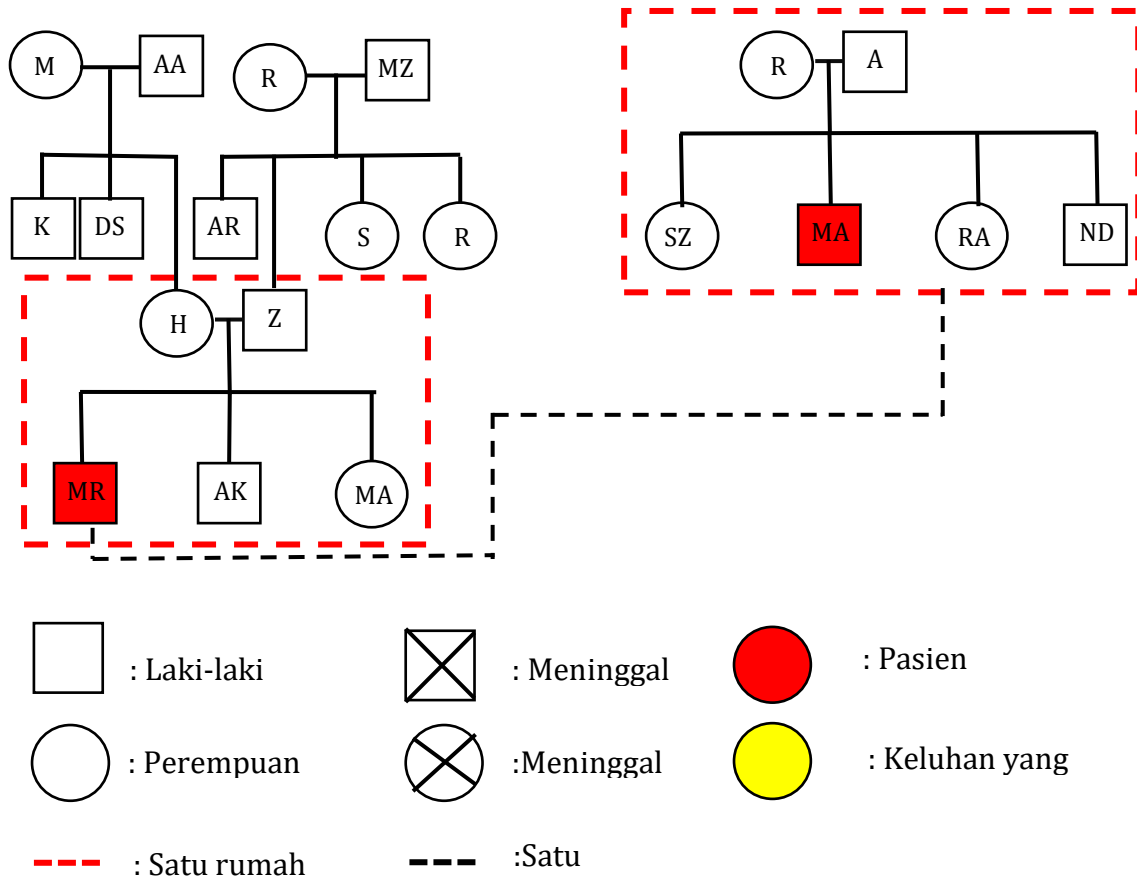 M AA R MZ R A
K DS AR S R SZ MA RA ND
H Z
MR AK MA
: Laki-laki : Meninggal : Pasien
: Perempuan :Meninggal : Keluhan yang
: Satu rumah :Satu